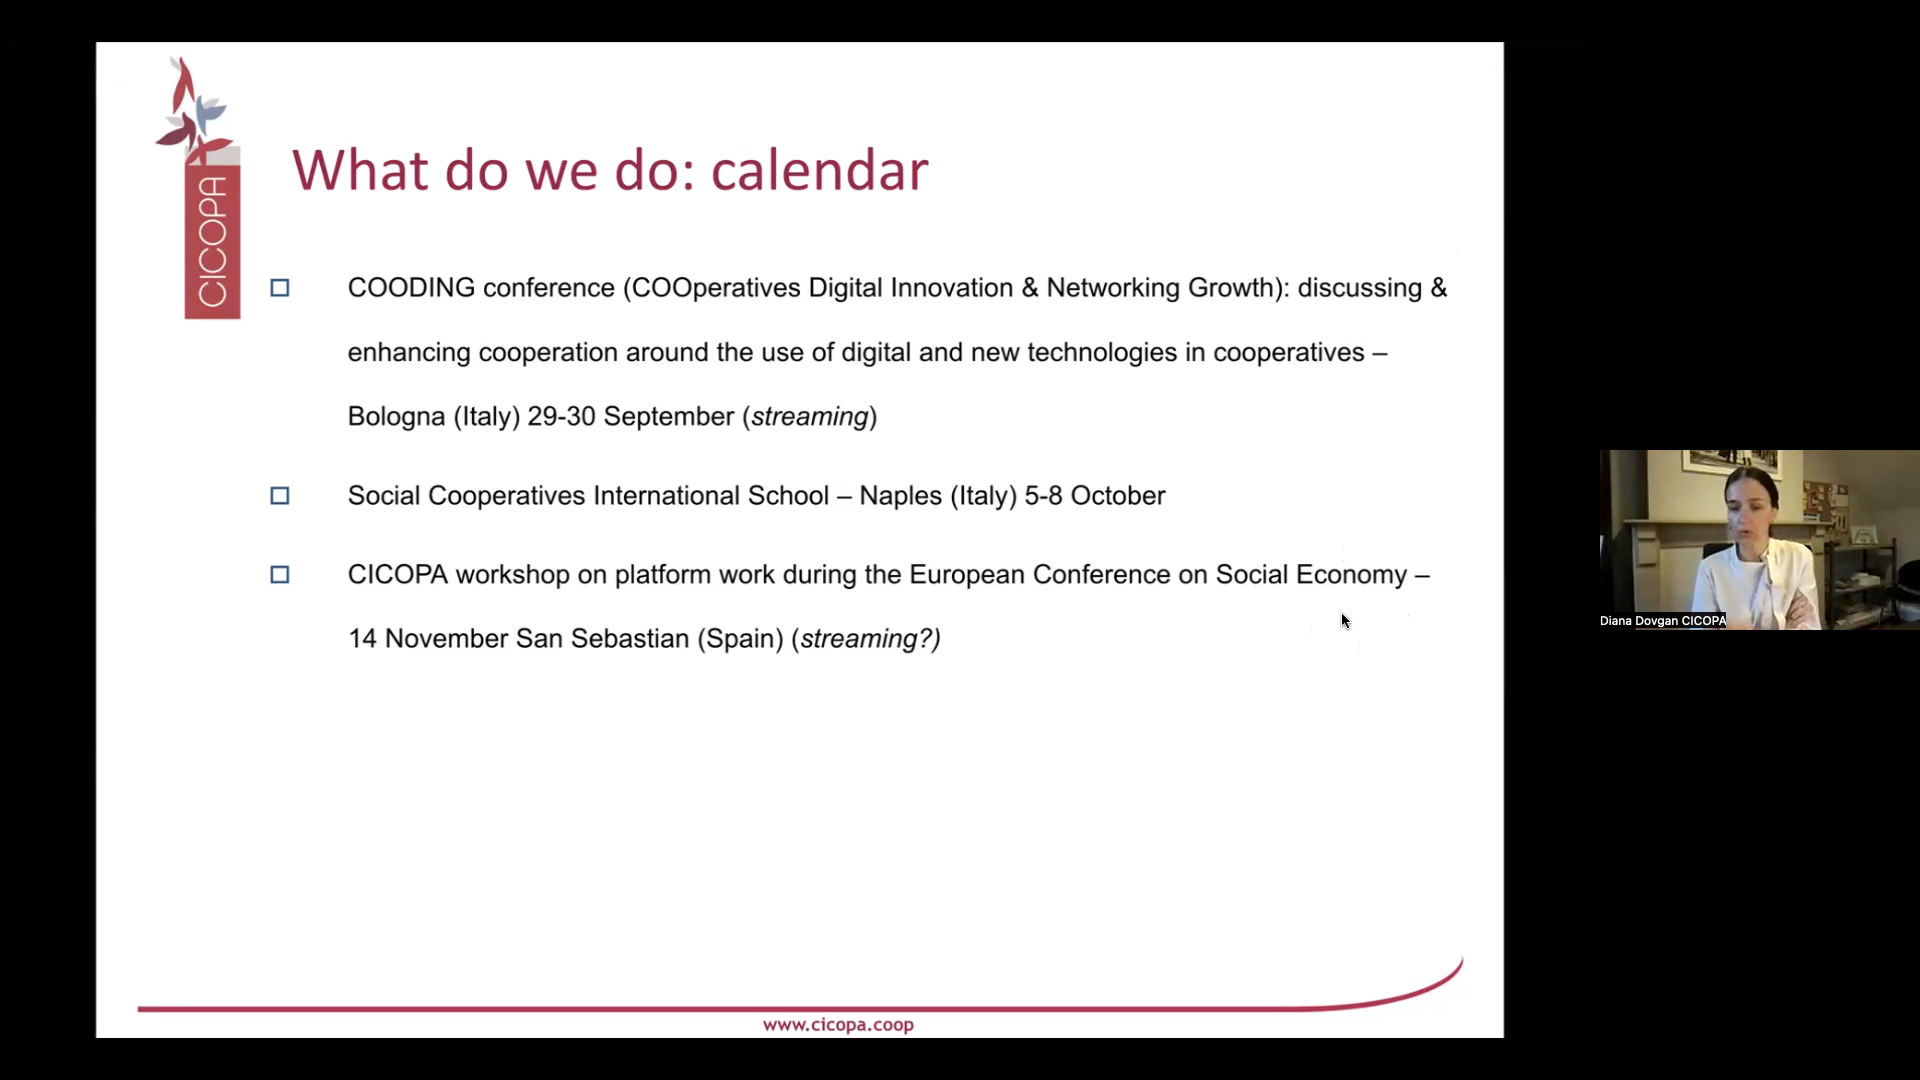 CICOPA
What do we do: calendar
COODING conference (COOperatives Digital Innovation & Networking Growth): discussing &
enhancing cooperation around the use of digital and new technologies in cooperatives –
Bologna (Italy) 29-30 September (streaming)
Social Cooperatives International School – Naples (Italy) 5-8 October
CICOPA workshop on platform work during the European Conference on Social Economy –
14 November San Sebastian (Spain) (streaming?)
Diana Dovgan CICOPA
www.cicopa.coop